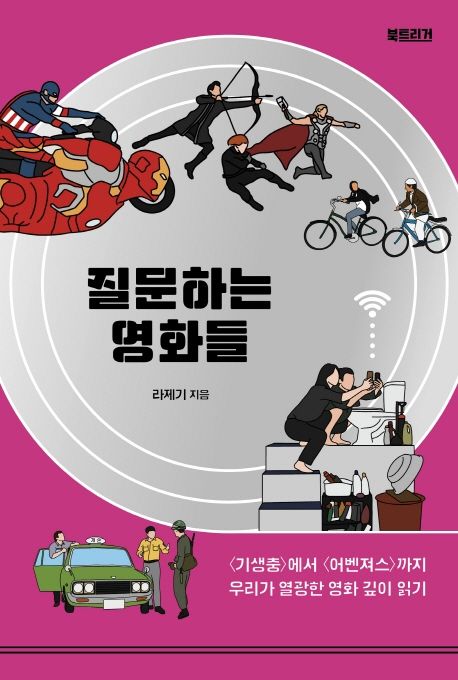 북트리거
질문하는
영화들
라제기 지음
〈기생충〉에서 〈어벤져스〉까지
우리가 열광한 영화 깊이 읽기